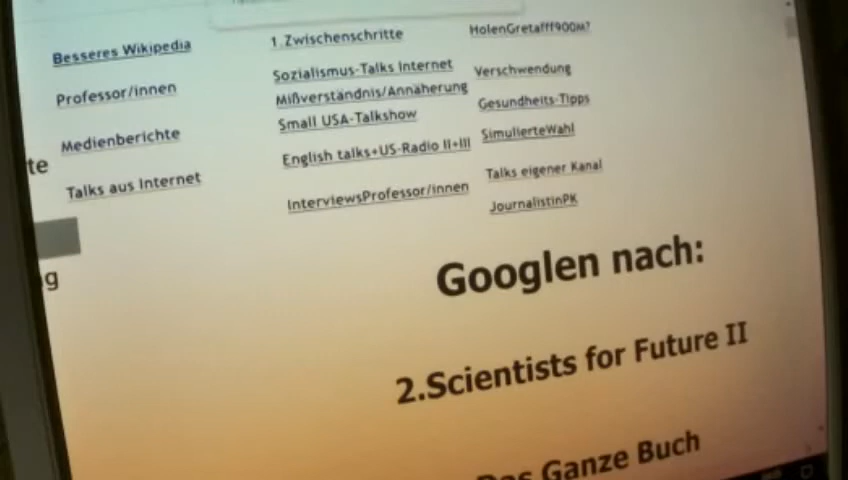 Besseres Wikipedia
Professor/innen
Medienberichte
Talks aus Internet
te
g
1.Zwischenschritte
Sozialismus-Talks Internet
Mißverständnis/Annäherung
Small USA-Talkshow
English talks+US-Radio II+III
InterviewsProfessor/innen
HolenGretafff900M?
Verschwendung
Gesundheits-Tipps
SimulierteWahl
Talks eigener Kanal
JournalistinPK
Googlen nach:
2.Scientists for Future II
Das Ganze Buch